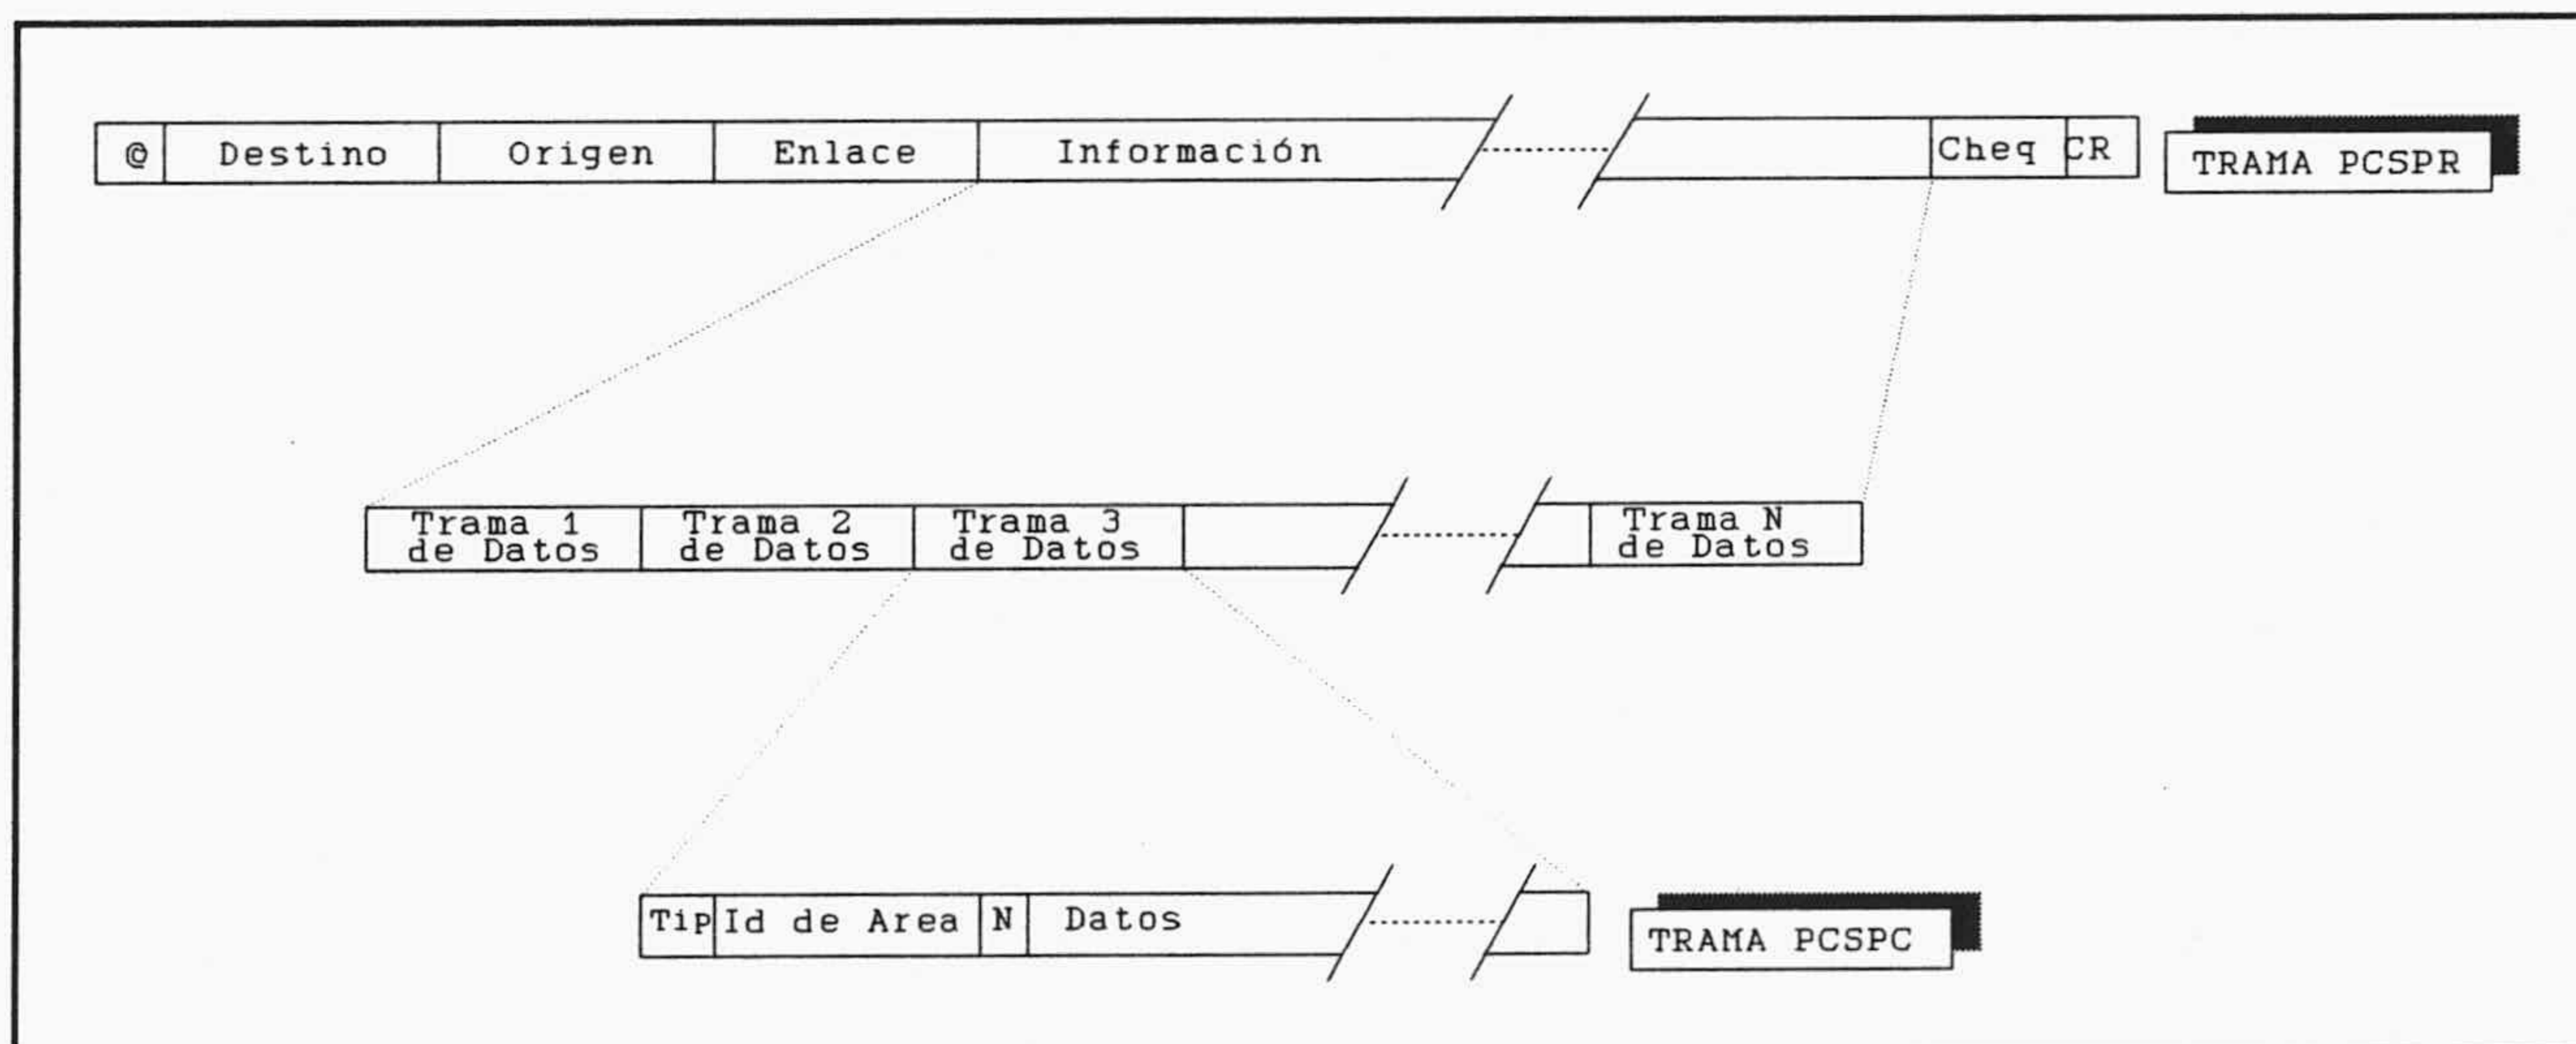 @ Destino Origen Enlace Información Cheq CR TRAMA PCSPR
Trama 1 de Datos
Trama 2 de Datos
Trama 3 de Datos
Trama N de Datos
Tip Id de Area N Datos TRAMA PCSPC